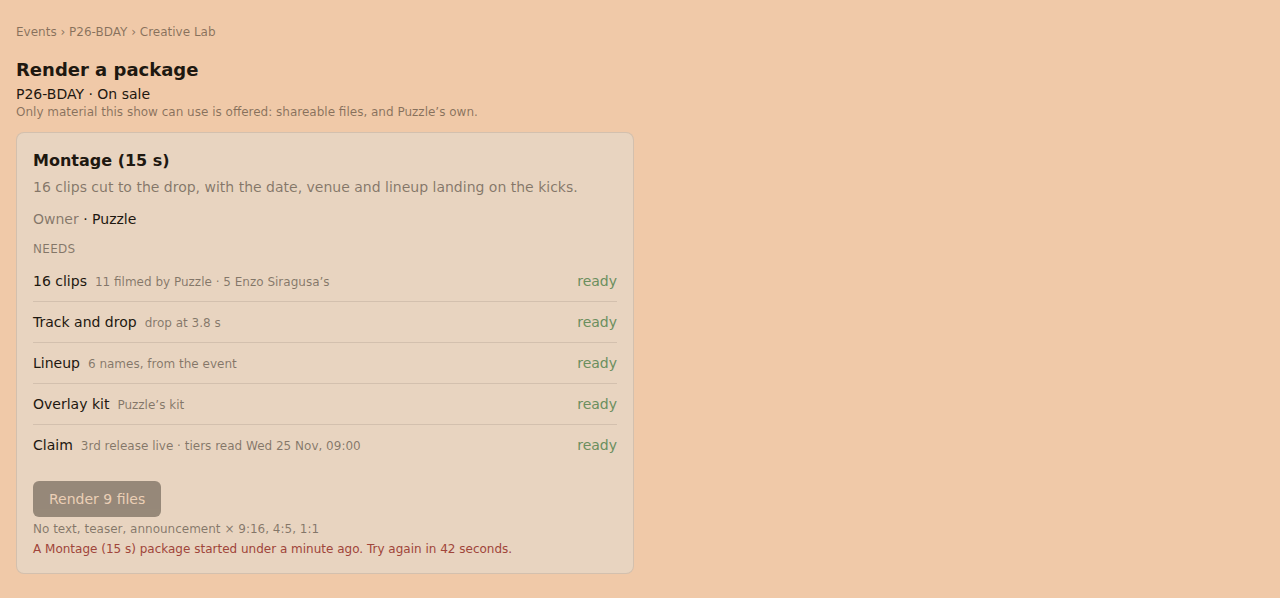 Events › P26-BDAY › Creative Lab
Render a package
P26-BDAY · On sale
Only material this show can use is offered: shareable files, and Puzzle’s own.
Montage (15 s)
16 clips cut to the drop, with the date, venue and lineup landing on the kicks.
Owner · Puzzle
NEEDS
16 clips 11 filmed by Puzzle · 5 Enzo Siragusa’s ready
Track and drop drop at 3.8 s ready
Lineup 6 names, from the event ready
Overlay kit Puzzle’s kit ready
Claim 3rd release live · tiers read Wed 25 Nov, 09:00 ready
Render 9 files
No text, teaser, announcement × 9:16, 4:5, 1:1
A Montage (15 s) package started under a minute ago. Try again in 42 seconds.